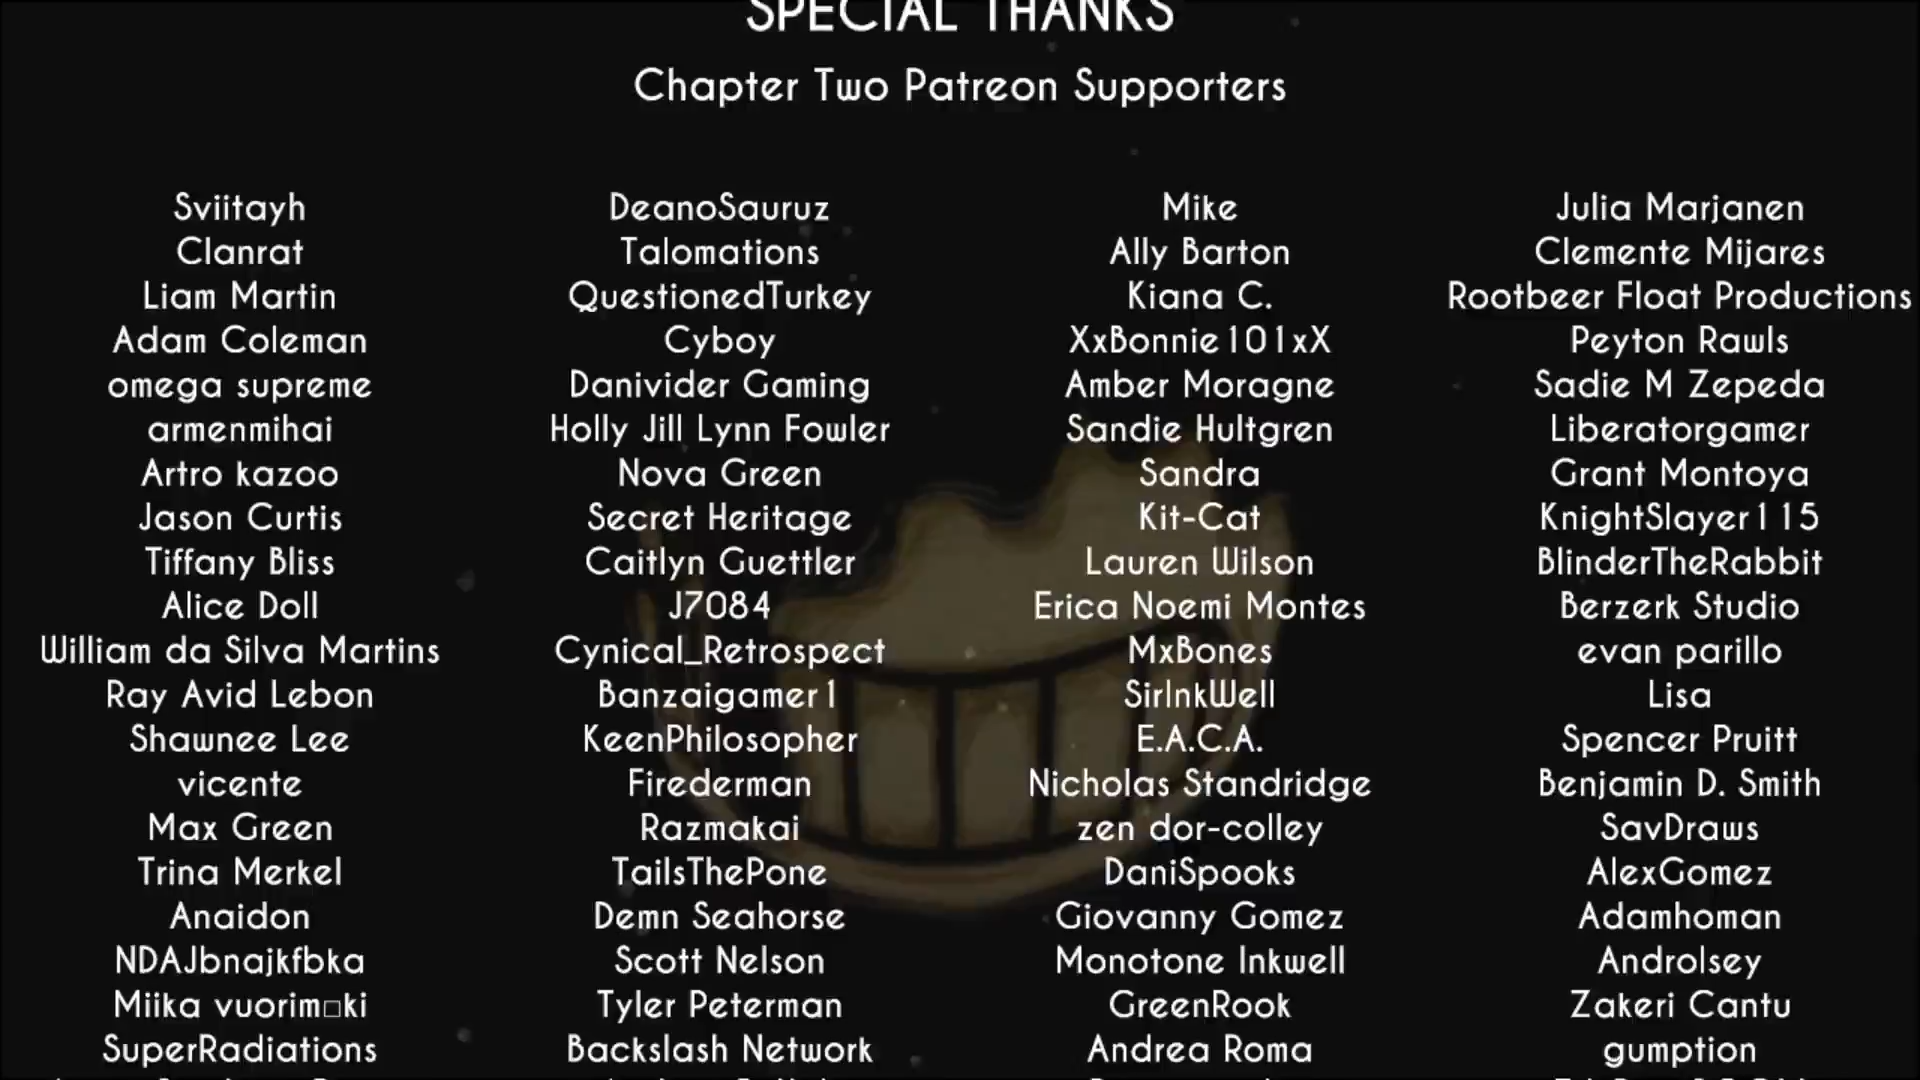 SPECIAL THANKS
Chapter Two Patreon Supporters
Sviitayh
Clanrat
Liam Martin
Adam Coleman
omega supreme
armenmihai
Artro kazoo
Jason Curtis
Tiffany Bliss
Alice Doll
William da Silva Martins
Ray Avid Lebon
Shawnee Lee
vicente
Max Green
Trina Merkel
Anaidon
NDAJbnajkfbka
Miika vuorim□ki
SuperRadiations
DeanoSauruz
Talomations
QuestionedTurkey
Cyboy
Danivider Gaming
Holly Jill Lynn Fowler
Nova Green
Secret Heritage
Caitlyn Guettler
J7084
Cynical_Retrospect
Banzaigamer1
KeenPhilosopher
Firederman
Razmakai
TailsThePone
Demn Seahorse
Scott Nelson
Tyler Peterman
Backslash Network
Mike
Ally Barton
Kiana C.
XxBonnie101xX
Amber Moragne
Sandie Hultgren
Sandra
Kit-Cat
Lauren Wilson
Erica Noemi Montes
MxBones
SirInkWell
E.A.C.A.
Nicholas Standridge
zen dor-colley
DaniSpooks
Giovanny Gomez
Monotone Inkwell
GreenRook
Andrea Roma
Julia Marjanen
Clemente Mijares
Rootbeer Float Productions
Peyton Rawls
Sadie M Zepeda
Liberatorgamer
Grant Montoya
KnightSlayer115
BlinderTheRabbit
Berzerk Studio
evan parillo
Lisa
Spencer Pruitt
Benjamin D. Smith
SavDraws
AlexGomez
Adamhoman
Androlsey
Zakeri Cantu
gumption